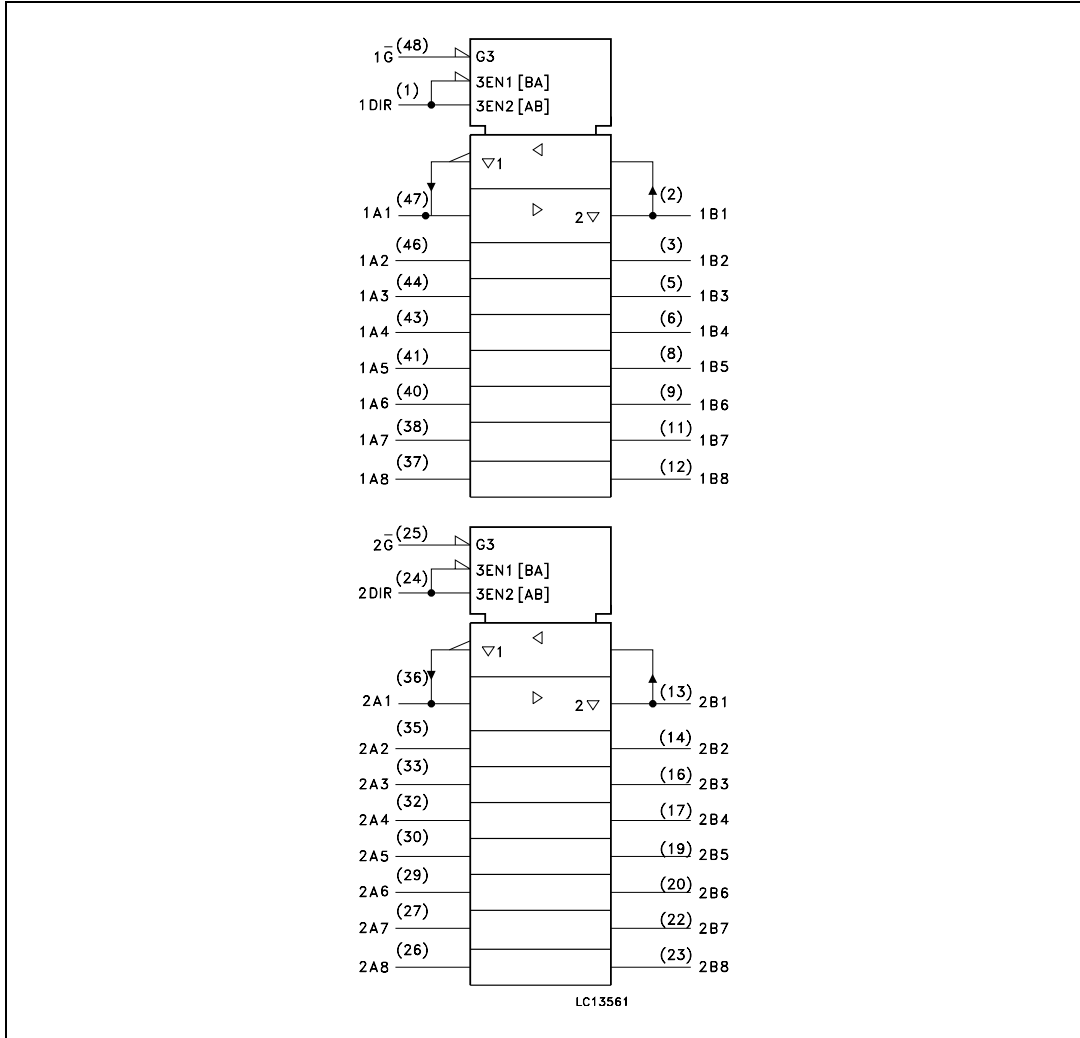 1G̅ (48) G3
3EN1 [BA]
1DIR (1) 3EN2 [AB]
▽1 ◁
1A1 (47) ▷ 2▽ (2) 1B1
1A2 (46) (3) 1B2
1A3 (44) (5) 1B3
1A4 (43) (6) 1B4
1A5 (41) (8) 1B5
1A6 (40) (9) 1B6
1A7 (38) (11) 1B7
1A8 (37) (12) 1B8
2G̅ (25) G3
3EN1 [BA]
2DIR (24) 3EN2 [AB]
▽1 ◁
2A1 (36) ▷ 2▽ (13) 2B1
2A2 (35) (14) 2B2
2A3 (33) (16) 2B3
2A4 (32) (17) 2B4
2A5 (30) (19) 2B5
2A6 (29) (20) 2B6
2A7 (27) (22) 2B7
2A8 (26) (23) 2B8
LC13561